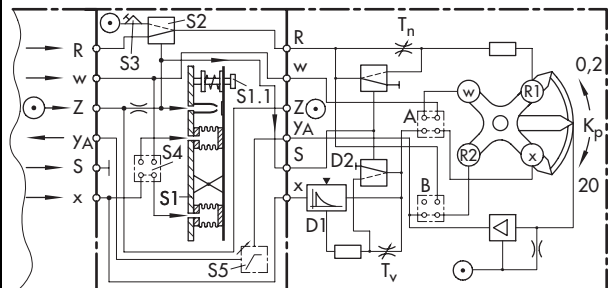 R
w
Z
yA
S
x
S3
S2
S1.1
S4
S1
S5
R
w
Z
yA
S
x
Tn
D2
D1
Tv
A
B
w
R1
R2
x
0,2
Kp
20